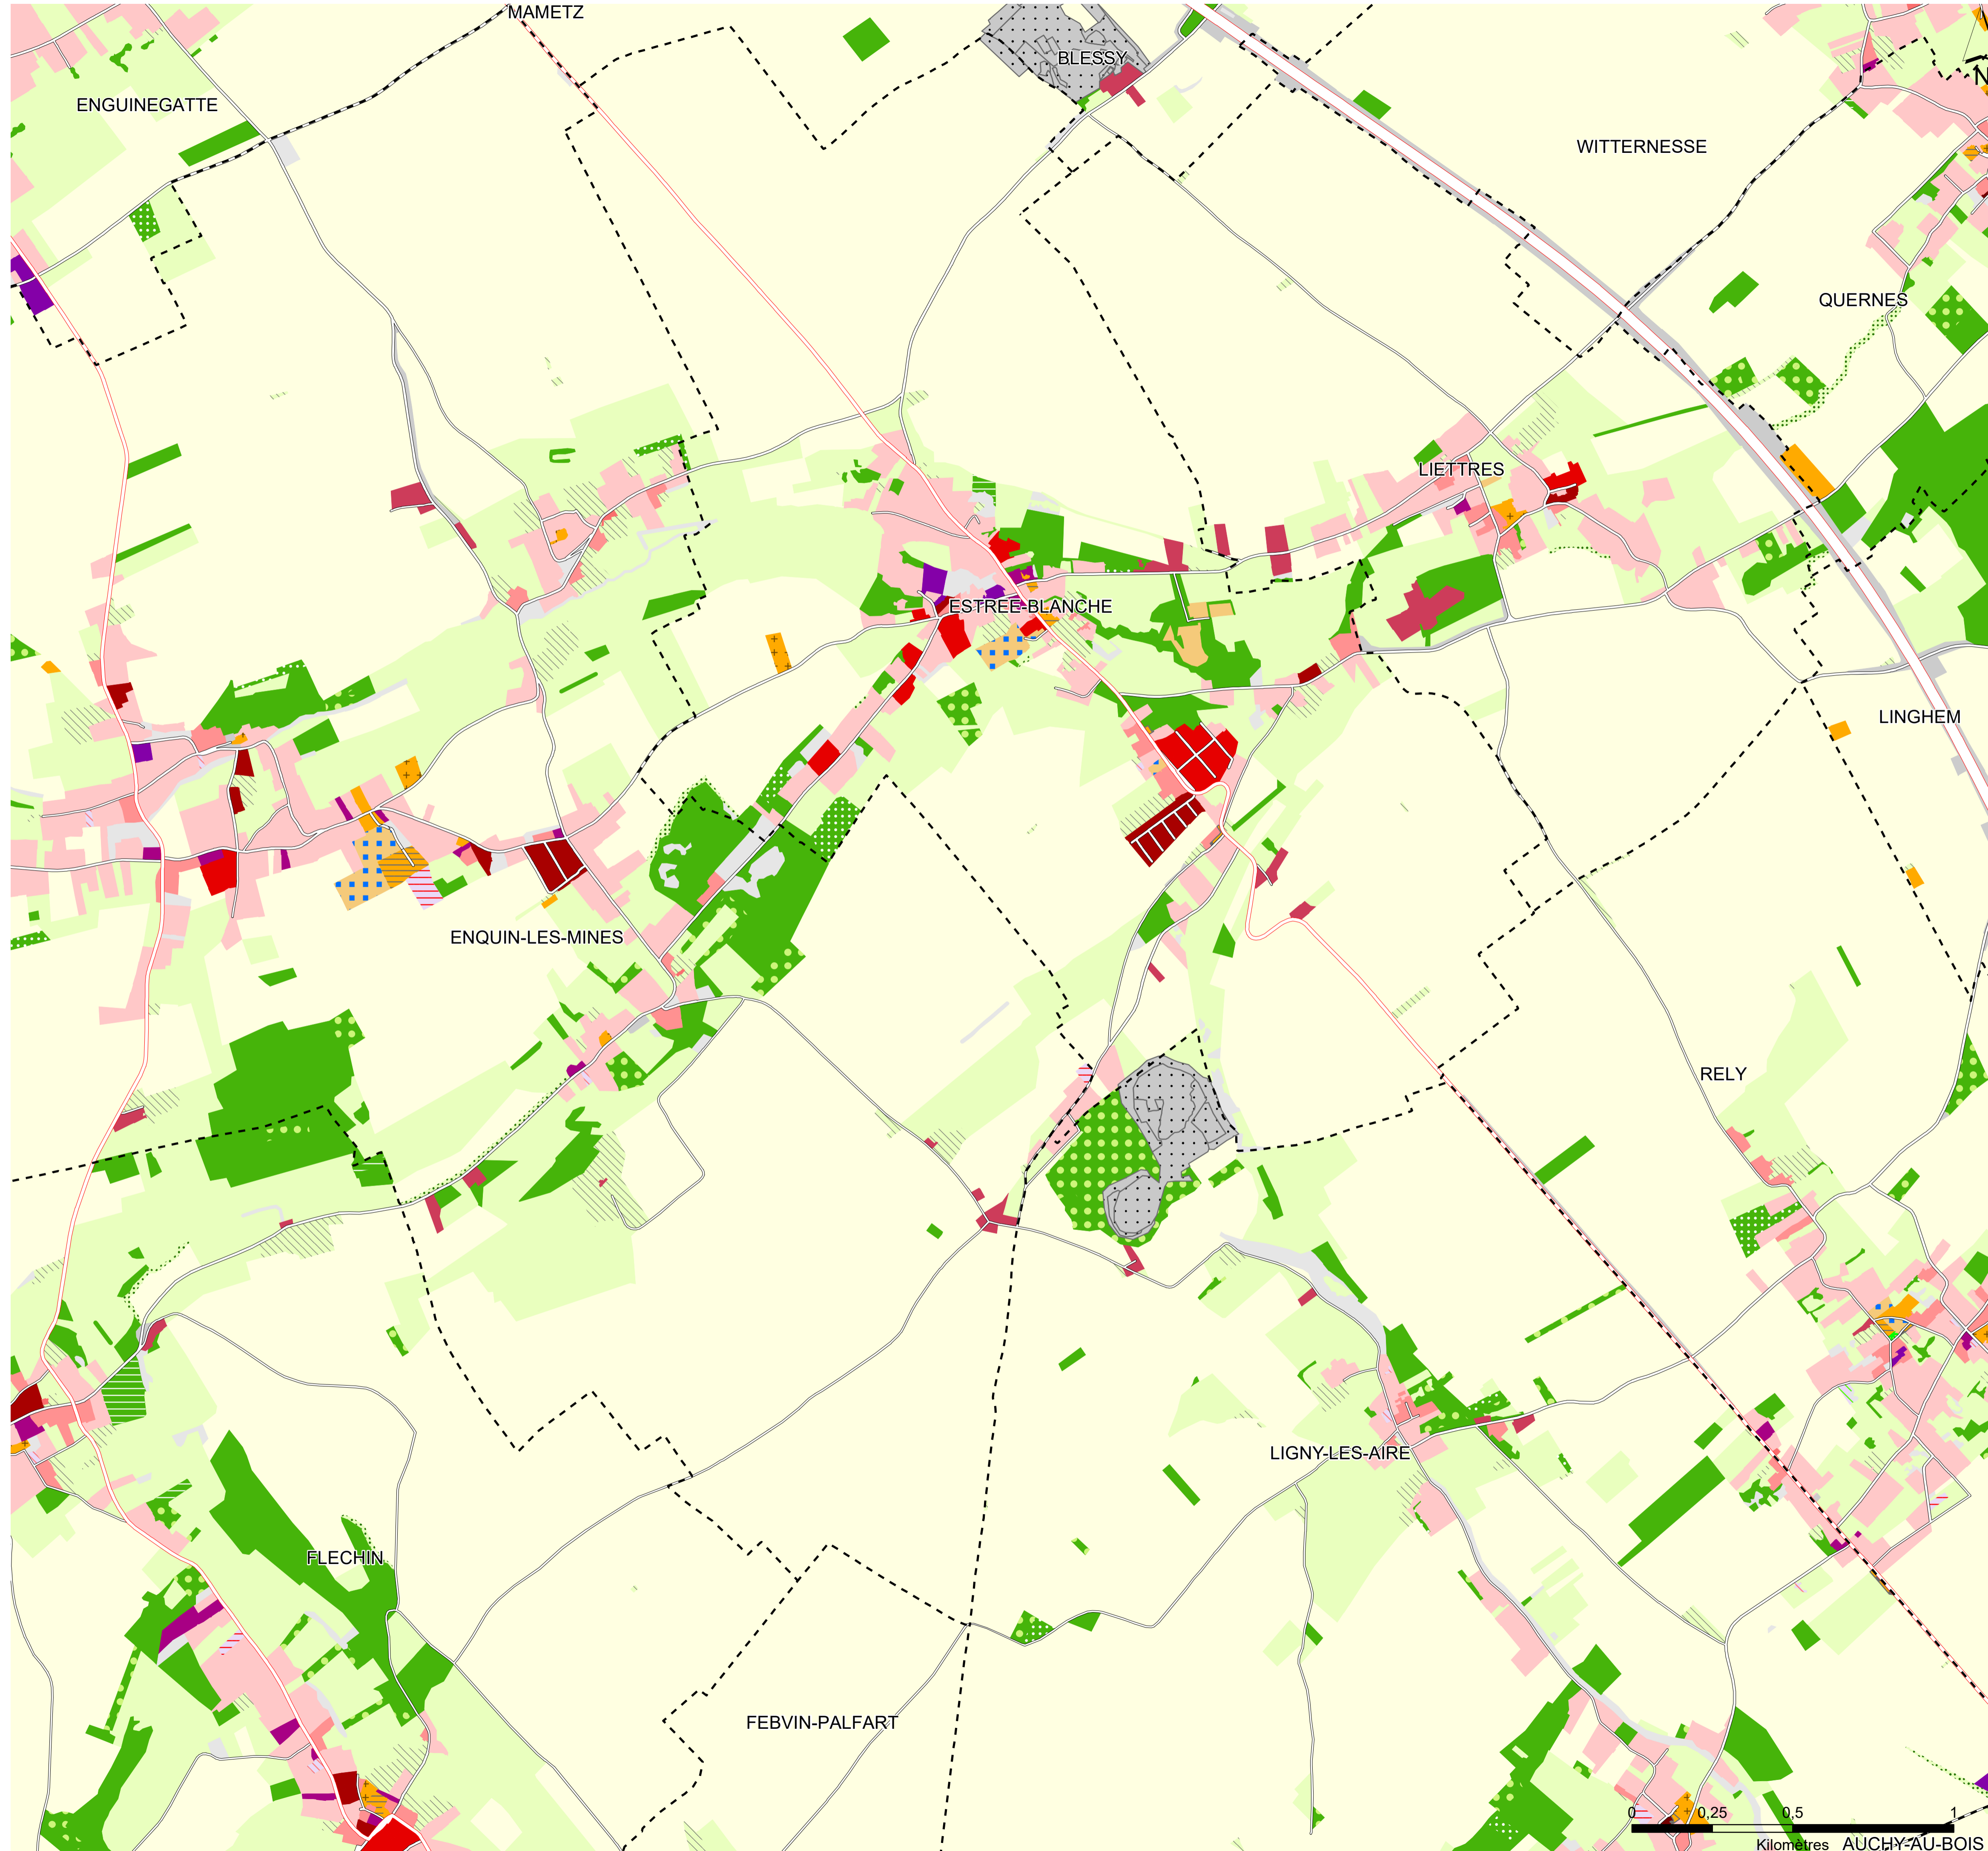 MAMETZ
BLESSY
N
ENGUINEGATTE
WITTERNESSE
QUERNES
LIETTRES
ESTREE-BLANCHE
LINGHEM
ENQUIN-LES-MINES
RELY
LIGNY-LES-AIRE
FLECHIN
FEBVIN-PALFART
0 0,25 0,5 1
Kilomètres
AUCHY-AU-BOIS